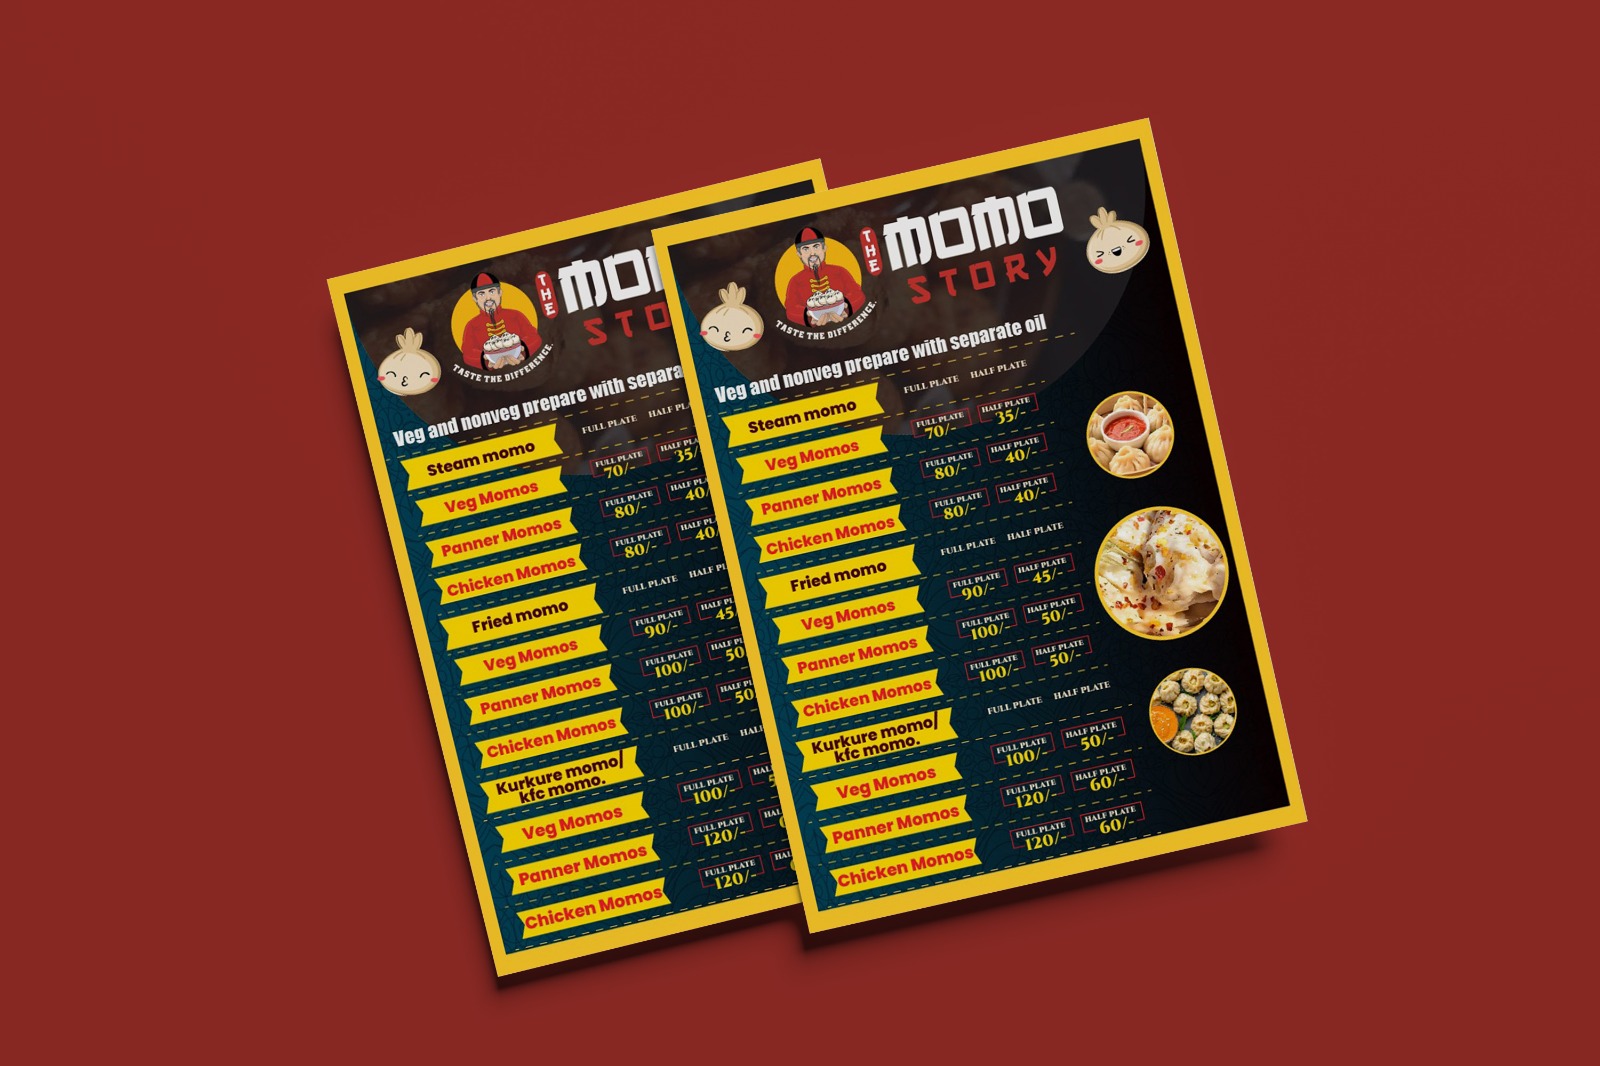 THE
MOM
STO
TASTE THE DIFFERENCE.
Veg and nonveg prepare with separa
Steam momo FULL PLATE HALF PL
Veg Momos FULL PLATE 70/- HALF PLA 35/
Panner Momos FULL PLATE 80/- HALF 40/
Chicken Momos FULL PLATE 80/- HALF 40/
Fried momo FULL PLATE HALF P
Veg Momos FULL PLATE 90/- HALF 45
Panner Momos FULL PLATE 100/- HALF 50
Chicken Momos FULL PLATE 100/- HAL 50
Kurkure momo/ FULL PLATE HAL
kfc momo.
Veg Momos FULL PLATE 100/- HA
Panner Momos FULL PLATE 120/- HAL
Chicken Momos FULL PLATE 120/- HA
THE
MOMO
STORY
TASTE THE DIFFERENCE.
Veg and nonveg prepare with separate oil
Steam momo FULL PLATE HALF PLATE
Veg Momos FULL PLATE 70/- HALF PLATE 35/-
Panner Momos FULL PLATE 80/- HALF PLATE 40/-
Chicken Momos FULL PLATE 80/- HALF PLATE 40/-
Fried momo FULL PLATE HALF PLATE
Veg Momos FULL PLATE 90/- HALF PLATE 45/-
Panner Momos FULL PLATE 100/- HALF PLATE 50/-
Chicken Momos FULL PLATE 100/- HALF PLATE 50/-
Kurkure momo/ FULL PLATE HALF PLATE
kfc momo.
Veg Momos FULL PLATE 100/- HALF PLATE 50/-
Panner Momos FULL PLATE 120/- HALF PLATE 60/-
Chicken Momos FULL PLATE 120/- HALF PLATE 60/-